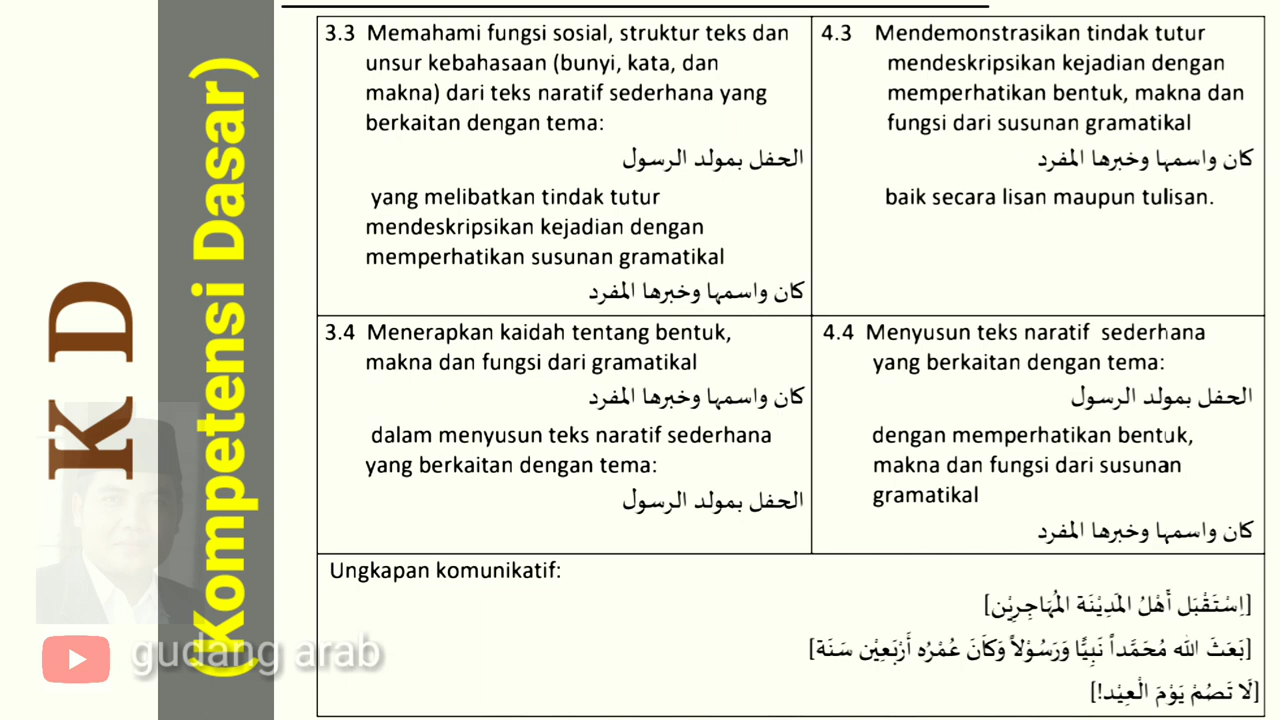 K D
(Kompetensi Dasar)
3.3 Memahami fungsi sosial, struktur teks dan
unsur kebahasaan (bunyi, kata, dan
makna) dari teks naratif sederhana yang
berkaitan dengan tema:
الحفل بمولد الرسول
yang melibatkan tindak tutur
mendeskripsikan kejadian dengan
memperhatikan susunan gramatikal
كان واسمها وخبرها المفرد
4.3 Mendemonstrasikan tindak tutur
mendeskripsikan kejadian dengan
memperhatikan bentuk, makna dan
fungsi dari susunan gramatikal
كان واسمها وخبرها المفرد
baik secara lisan maupun tulisan.
3.4 Menerapkan kaidah tentang bentuk,
makna dan fungsi dari gramatikal
كان واسمها وخبرها المفرد
dalam menyusun teks naratif sederhana
yang berkaitan dengan tema:
الحفل بمولد الرسول
4.4 Menyusun teks naratif sederhana
yang berkaitan dengan tema:
الحفل بمولد الرسول
dengan memperhatikan bentuk,
makna dan fungsi dari susunan
gramatikal
كان واسمها وخبرها المفرد
Ungkapan komunikatif:
[اِسْتَقْبَل أَهْلُ المَدِيْنَة المُهَاجِرِيْن]
[بَعَثَ الله مُحَمَّداً نَبِيًّا وَرَسُوْلاً وَكَانَ عُمْرُه أَرْبَعِيْن سَنَة]
[لَا تَصُمْ يَوْمَ الْعِيْد!]
gudang arab